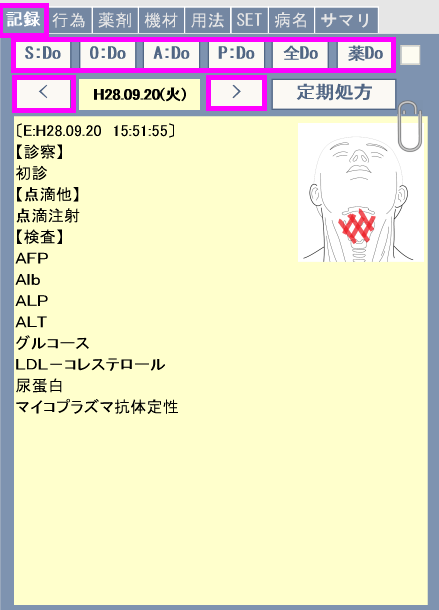 記録 行為 薬剤 機材 用法 SET 病名 サマリ
S:Do O:Do A:Do P:Do 全Do 薬Do
< H28.09.20(火) > 定期処方
〔E:H28.09.20 15:51:55〕
【診察】
初診
【点滴他】
点滴注射
【検査】
AFP
Alb
ALP
ALT
グルコース
LDL－コレステロール
尿蛋白
マイコプラズマ抗体定性